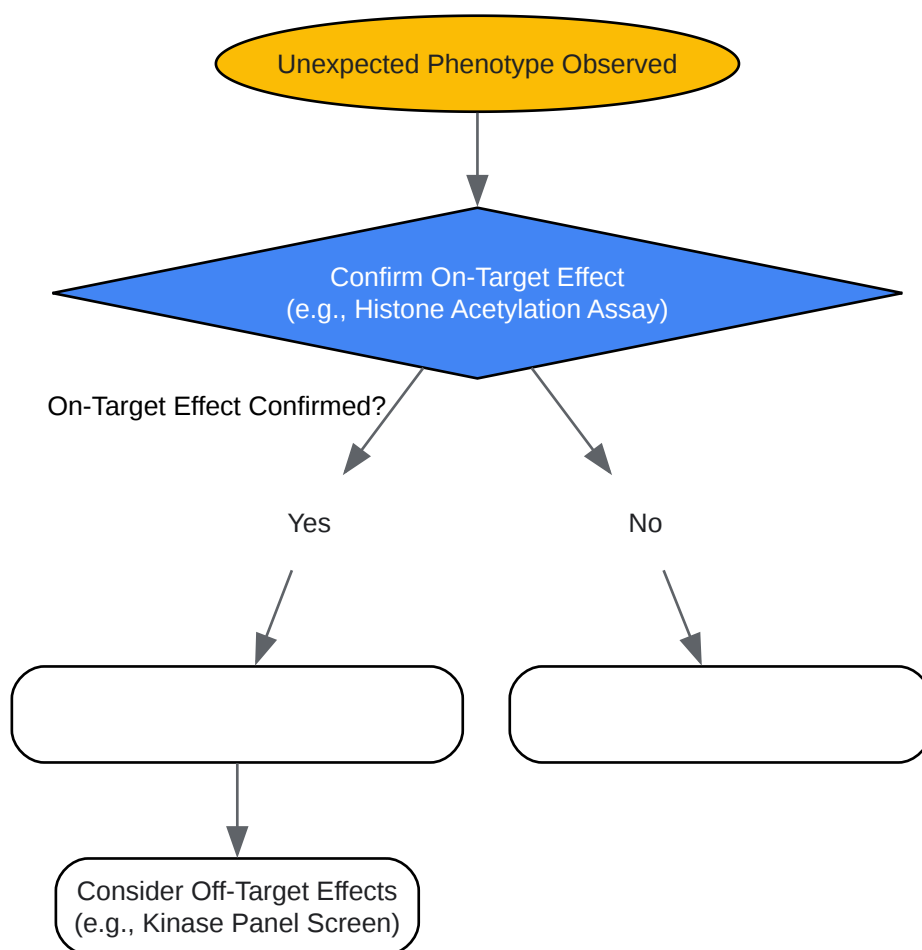 Unexpected Phenotype Observed
Confirm On-Target Effect
(e.g., Histone Acetylation Assay)
On-Target Effect Confirmed?
Yes
No
Consider Off-Target Effects
(e.g., Kinase Panel Screen)